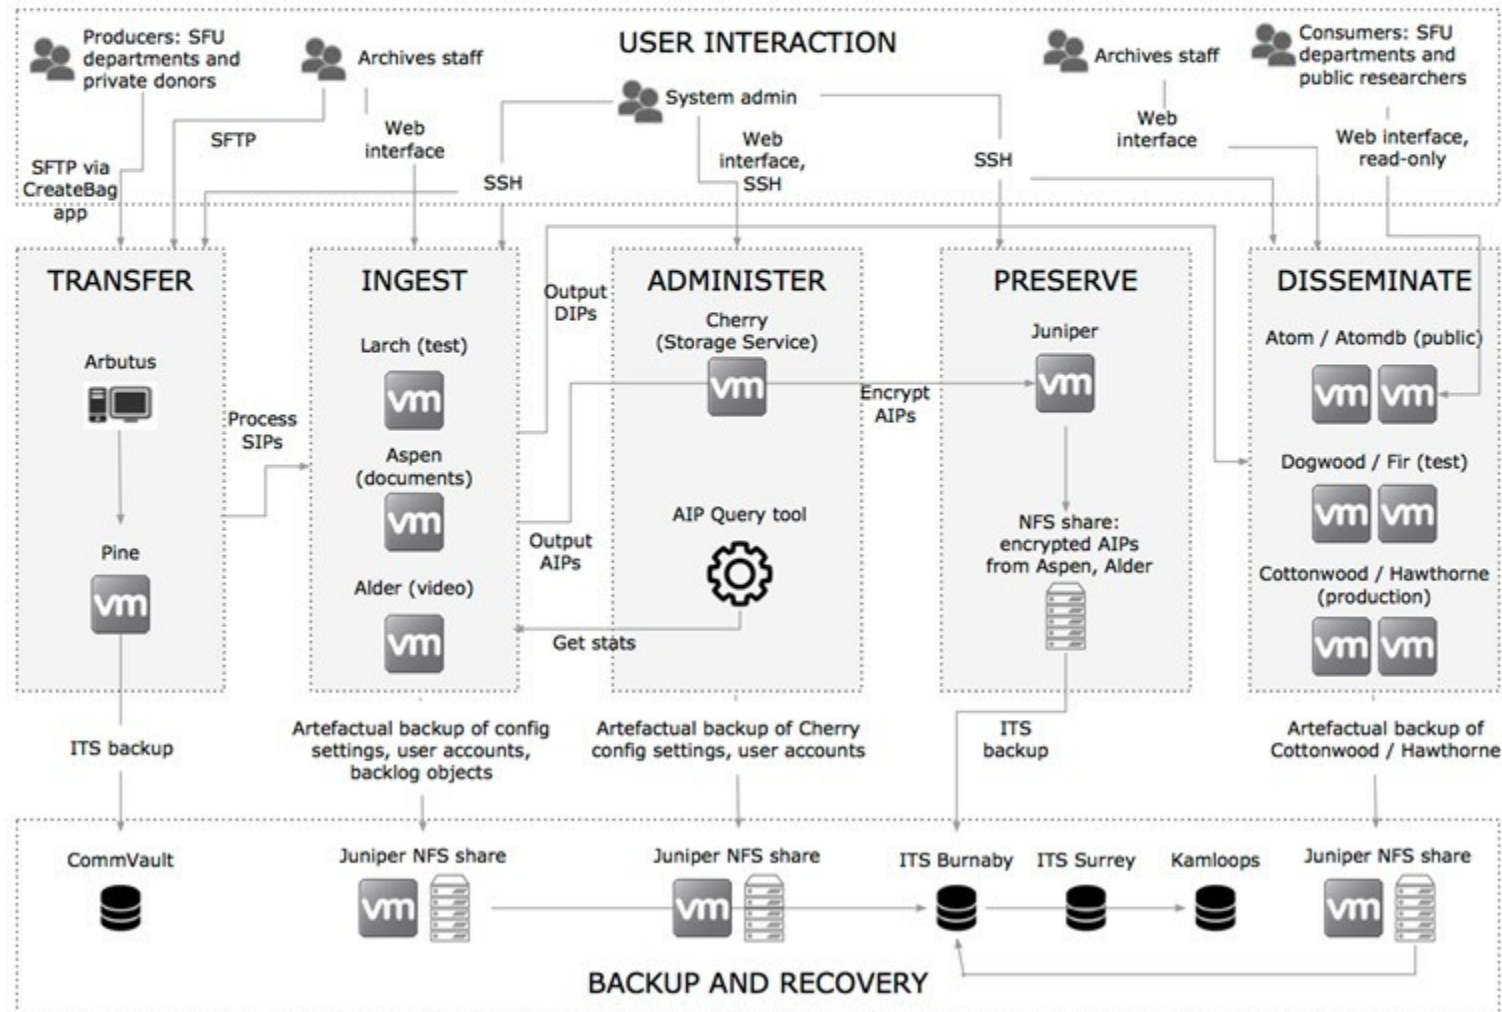 Producers: SFU
departments and
private donors
Archives staff
USER INTERACTION
System admin
Archives staff
Consumers: SFU
departments and
public researchers
SFTP via
CreateBag
app
SFTP
Web
interface
SSH
Web
interface,
SSH
SSH
Web
interface
Web interface,
read-only
TRANSFER
Arbutus
Pine
vm
Process
SIPs
INGEST
Larch (test)
vm
Aspen
(documents)
vm
Alder (video)
vm
Output
DIPs
Output
AIPs
Get stats
ADMINISTER
Cherry
(Storage Service)
vm
AIP Query tool
Encrypt
AIPs
PRESERVE
Juniper
vm
NFS share:
encrypted AIPs
from Aspen, Alder
DISSEMINATE
Atom / Atomdb (public)
vm vm
Dogwood / Fir (test)
vm vm
Cottonwood / Hawthorne
(production)
vm vm
ITS backup
Artefactual backup of config
settings, user accounts,
backlog objects
Artefactual backup of Cherry
config settings, user accounts
ITS
backup
Artefactual backup of
Cottonwood / Hawthorne
CommVault
Juniper NFS share
vm
Juniper NFS share
vm
ITS Burnaby
ITS Surrey
Kamloops
Juniper NFS share
vm
BACKUP AND RECOVERY